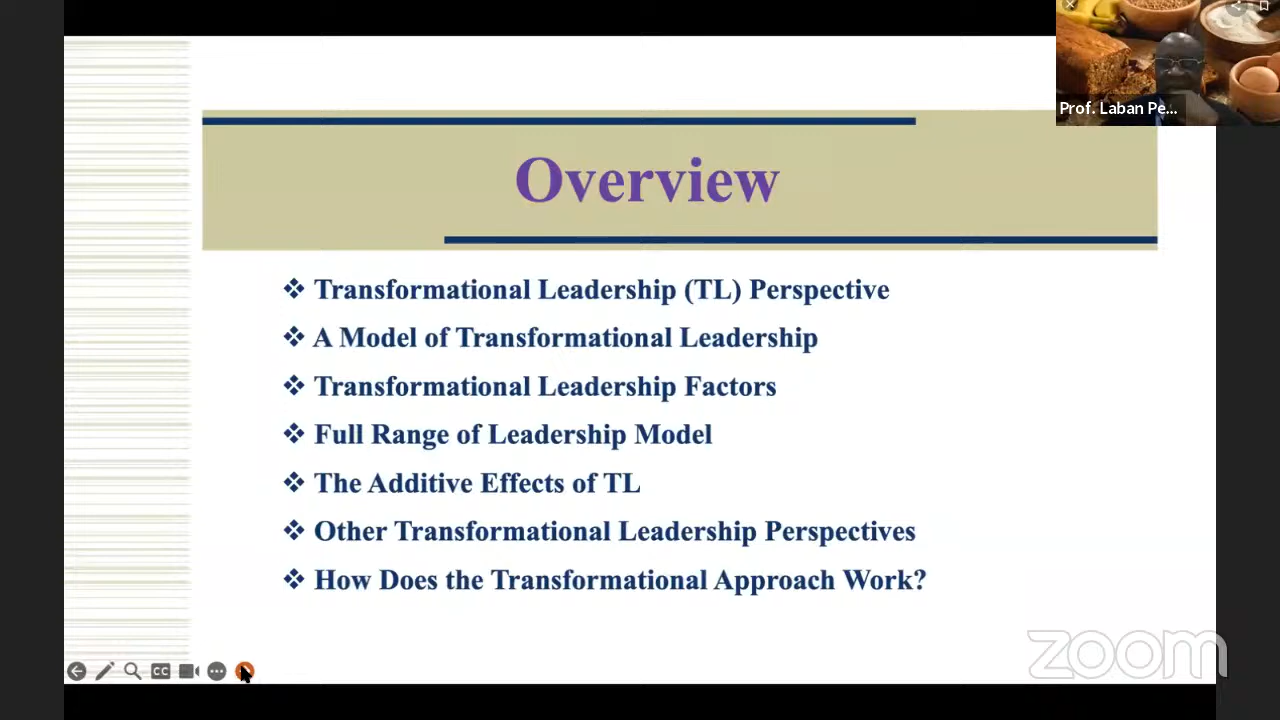 Prof. Laban Pe...
Overview
❖ Transformational Leadership (TL) Perspective
❖ A Model of Transformational Leadership
❖ Transformational Leadership Factors
❖ Full Range of Leadership Model
❖ The Additive Effects of TL
❖ Other Transformational Leadership Perspectives
❖ How Does the Transformational Approach Work?
CC
zoom